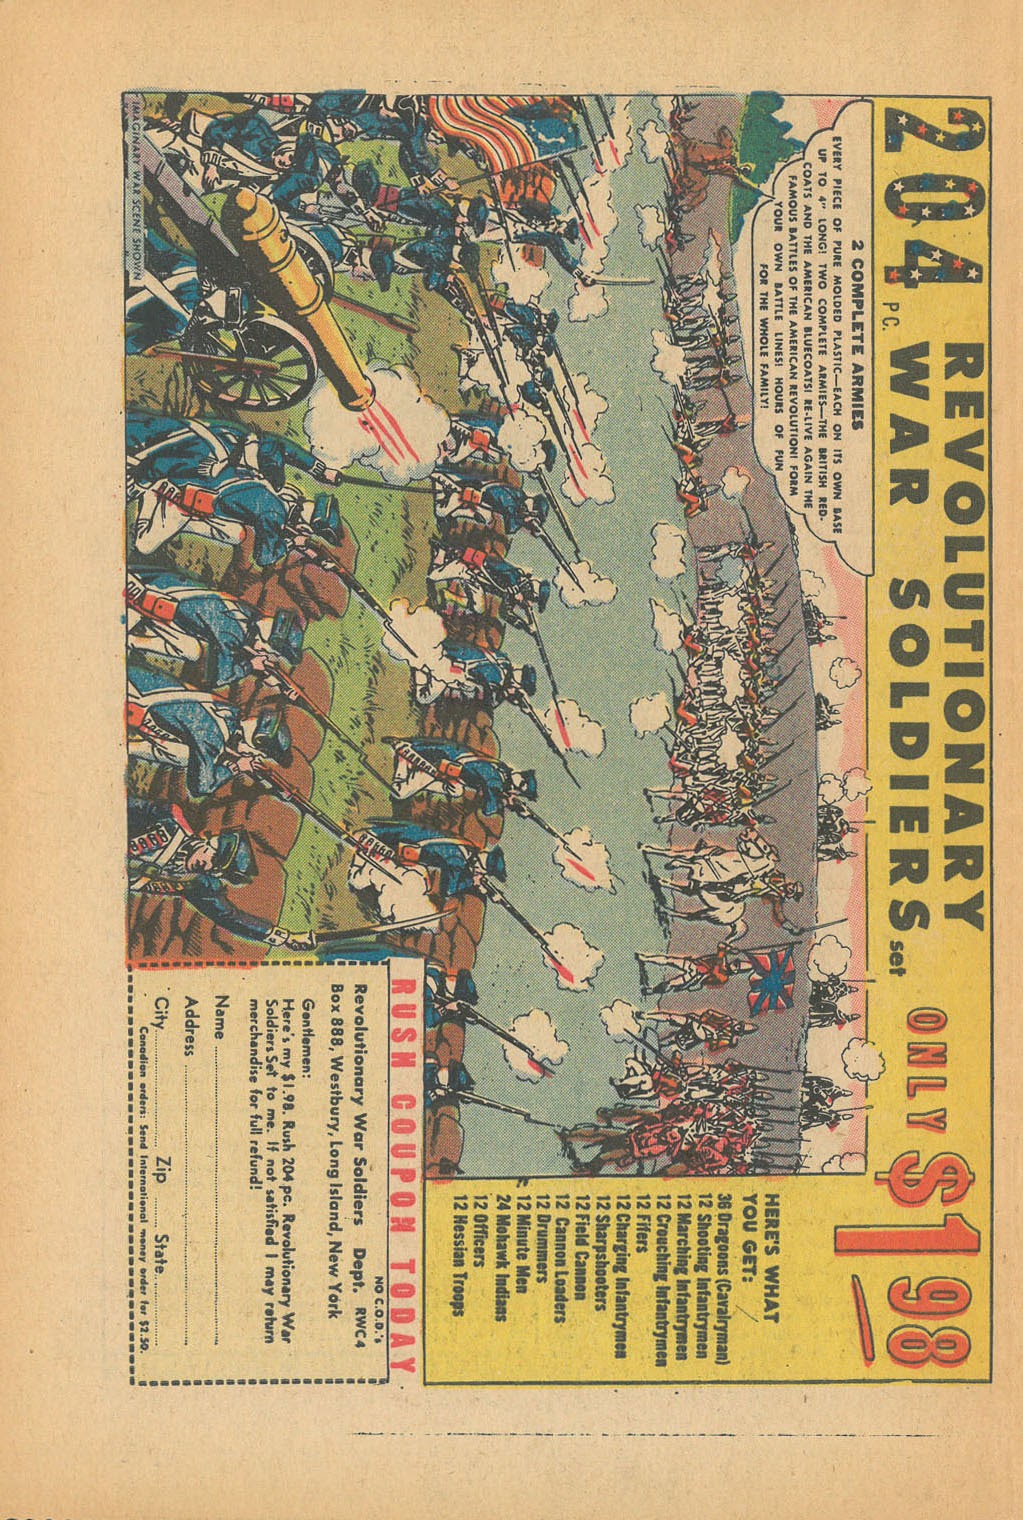 204 REVOLUTIONARY
PC. WAR SOLDIERS set
ONLY $1 98
2 COMPLETE ARMIES
EVERY PIECE OF PURE MOLDED PLASTIC—EACH ON ITS OWN BASE
UP TO 4" LONG! TWO COMPLETE ARMIES—THE BRITISH RED-
COATS AND THE AMERICAN BLUECOATS! RE-LIVE AGAIN THE
FAMOUS BATTLES OF THE AMERICAN REVOLUTION! FORM
YOUR OWN BATTLE LINES! HOURS OF FUN
FOR THE WHOLE FAMILY!
HERE'S WHAT
YOU GET:
36 Dragoons (Cavalryman)
12 Shooting Infantrymen
12 Marching Infantrymen
12 Crouching Infantrymen
12 Fifers
12 Charging Infantrymen
12 Sharpshooters
12 Field Cannon
12 Cannon Loaders
12 Drummers
12 Minute Men
24 Mohawk Indians
12 Officers
12 Hessian Troops
IMAGINARY WAR SCENE SHOWN
RUSH COUPON TODAY
NO C.O.D.'s
Revolutionary War Soldiers Dept. RWC4
Box 888, Westbury, Long Island, New York
Gentlemen:
Here's my $1.98. Rush 204 pc. Revolutionary War
Soldiers Set to me. If not satisfied I may return
merchandise for full refund!
Name
Address
City Zip State
Canadian orders: Send International money order for $2.50.